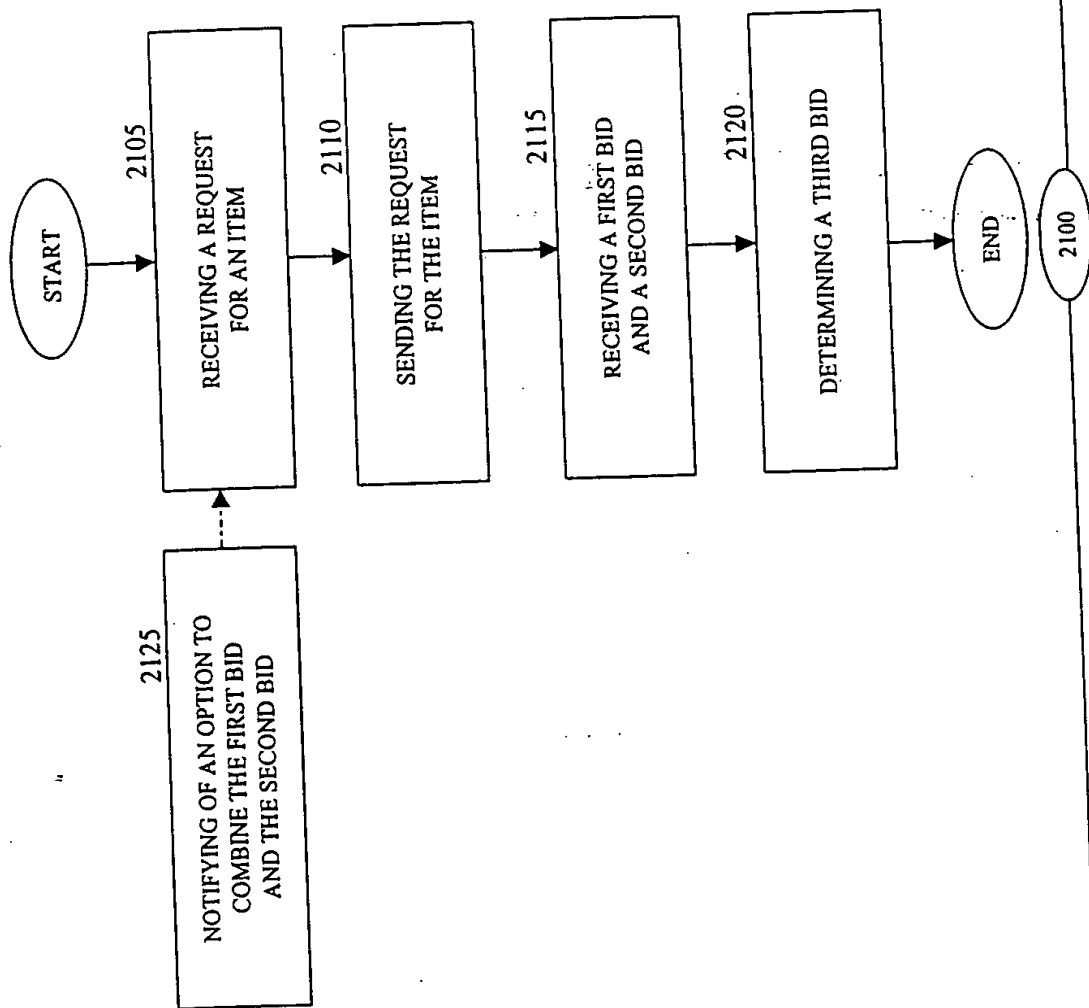 START
2105
RECEIVING A REQUEST
FOR AN ITEM
2110
SENDING THE REQUEST
FOR THE ITEM
2115
RECEIVING A FIRST BID
AND A SECOND BID
2120
DETERMINING A THIRD BID
END
2100
2125
NOTIFYING OF AN OPTION TO
COMBINE THE FIRST BID
AND THE SECOND BID